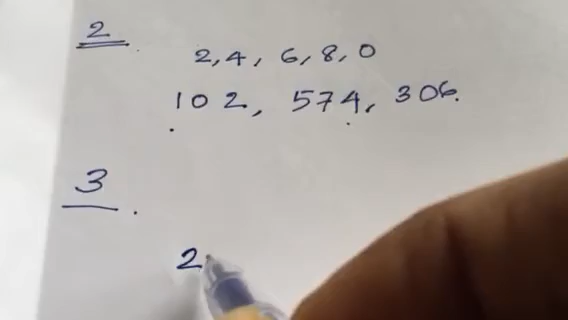 2.
2, 4, 6, 8, 0
102, 574, 306.
3.
2